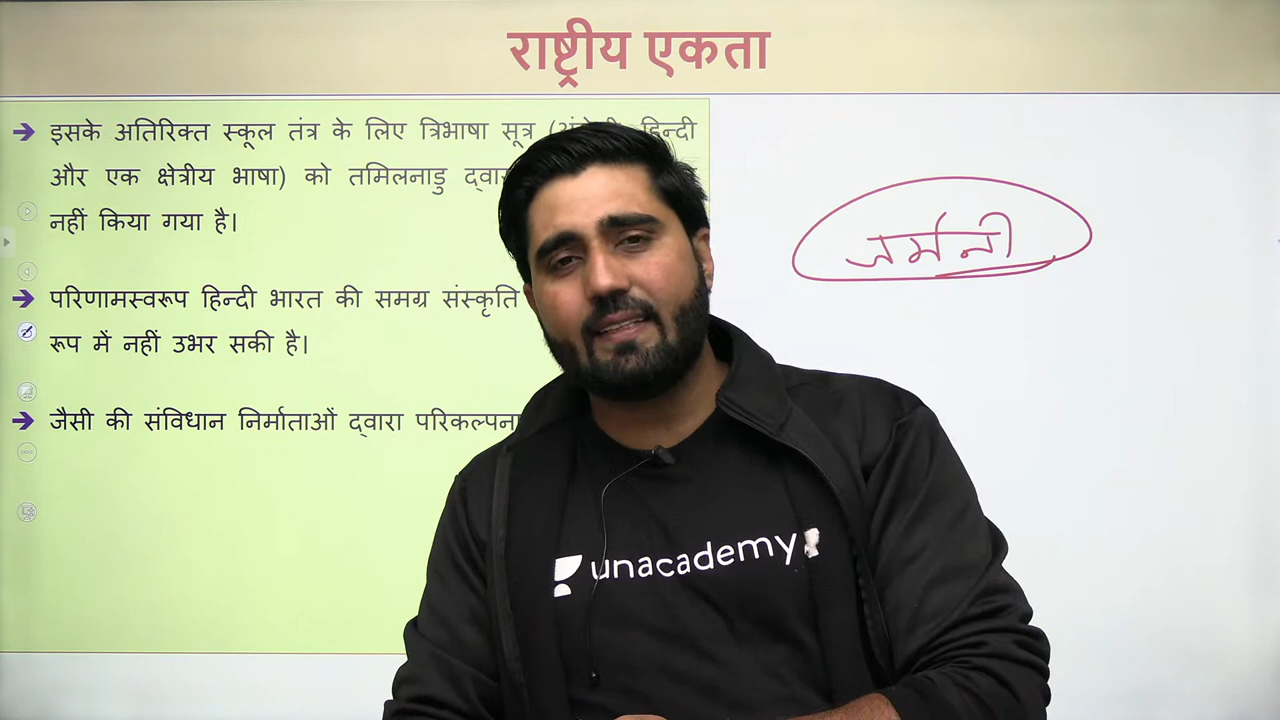 राष्ट्रीय एकता
इसके अतिरिक्त स्कूल तंत्र के लिए त्रिभाषा सूत्र हिन्दी
और एक क्षेत्रीय भाषा) को तमिलनाडु
नहीं किया गया है।
परिणामस्वरूप हिन्दी भारत की समग्र संस्कृति
रूप में नहीं उभर सकी है।
जैसी की संविधान निर्माताओं द्वारा परिकल्पना
जर्मनी
unacademy